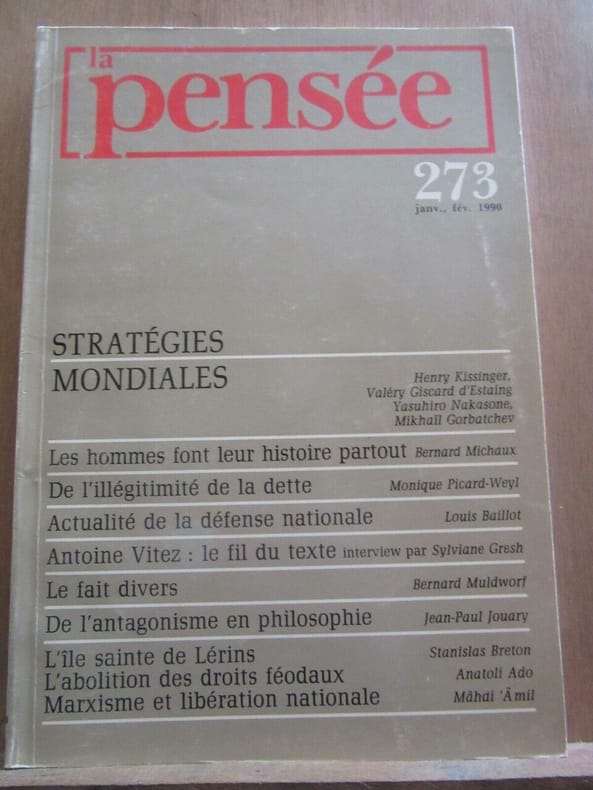 la
pensée
273
janv., fév. 1990
STRATÉGIES
MONDIALES
Henry Kissinger,
Valéry Giscard d'Estaing
Yasuhiro Nakasone,
Mikhaïl Gorbatchev
Les hommes font leur histoire partout Bernard Michaux
De l'illégitimité de la dette Monique Picard-Weyl
Actualité de la défense nationale Louis Baillot
Antoine Vitez : le fil du texte interview par Sylviane Gresh
Le fait divers Bernard Muldworf
De l'antagonisme en philosophie Jean-Paul Jouary
L'île sainte de Lérins Stanislas Breton
L'abolition des droits féodaux Anatoli Ado
Marxisme et libération nationale Mâhdi 'Āmil